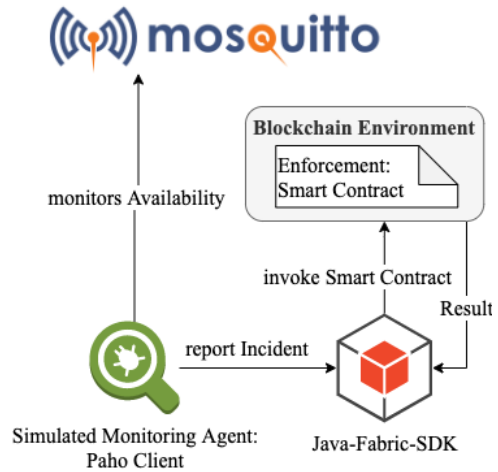 mosquitto
Blockchain Environment
Enforcement:
Smart Contract
monitors Availability
invoke Smart Contract
Result
report Incident
Simulated Monitoring Agent:
Paho Client
Java-Fabric-SDK